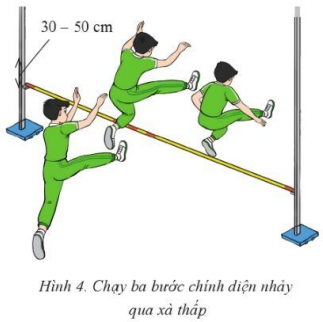 30 – 50 cm
Hình 4. Chạy ba bước chính diện nhảy
qua xà thấp